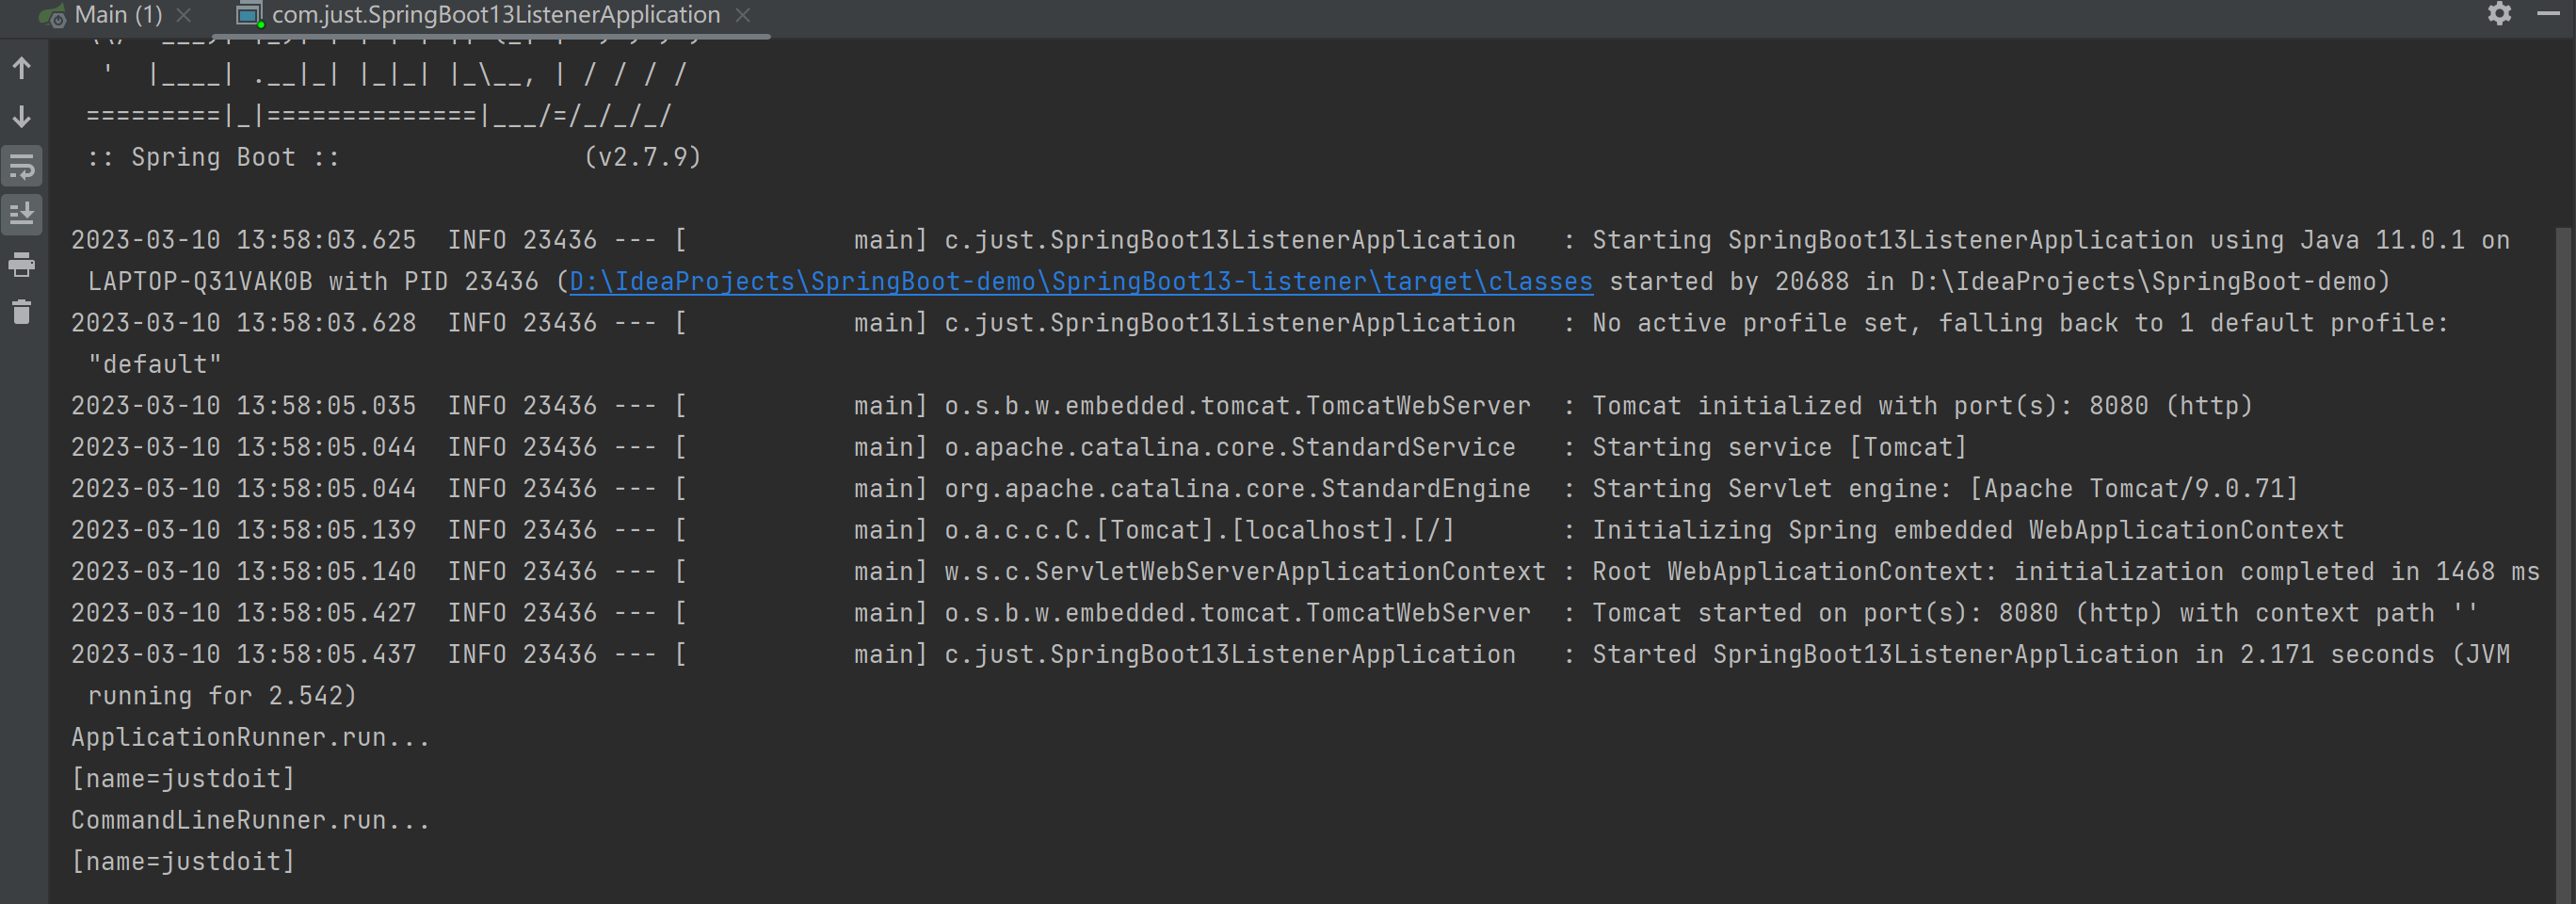 Main (1)
com.just.SpringBoot13ListenerApplication
'  |____| .__|_| |_|_| |_\__, | / / / /
=========|_|==============|___/=/_/_/_/
:: Spring Boot ::                (v2.7.9)
2023-03-10 13:58:03.625  INFO 23436 --- [           main] c.just.SpringBoot13ListenerApplication   : Starting SpringBoot13ListenerApplication using Java 11.0.1 on
LAPTOP-Q31VAK0B with PID 23436 (D:\IdeaProjects\SpringBoot-demo\SpringBoot13-listener\target\classes started by 20688 in D:\IdeaProjects\SpringBoot-demo)
2023-03-10 13:58:03.628  INFO 23436 --- [           main] c.just.SpringBoot13ListenerApplication   : No active profile set, falling back to 1 default profile:
"default"
2023-03-10 13:58:05.035  INFO 23436 --- [           main] o.s.b.w.embedded.tomcat.TomcatWebServer  : Tomcat initialized with port(s): 8080 (http)
2023-03-10 13:58:05.044  INFO 23436 --- [           main] o.apache.catalina.core.StandardService   : Starting service [Tomcat]
2023-03-10 13:58:05.044  INFO 23436 --- [           main] org.apache.catalina.core.StandardEngine  : Starting Servlet engine: [Apache Tomcat/9.0.71]
2023-03-10 13:58:05.139  INFO 23436 --- [           main] o.a.c.c.C.[Tomcat].[localhost].[/]       : Initializing Spring embedded WebApplicationContext
2023-03-10 13:58:05.140  INFO 23436 --- [           main] w.s.c.ServletWebServerApplicationContext : Root WebApplicationContext: initialization completed in 1468 ms
2023-03-10 13:58:05.427  INFO 23436 --- [           main] o.s.b.w.embedded.tomcat.TomcatWebServer  : Tomcat started on port(s): 8080 (http) with context path ''
2023-03-10 13:58:05.437  INFO 23436 --- [           main] c.just.SpringBoot13ListenerApplication   : Started SpringBoot13ListenerApplication in 2.171 seconds (JVM
running for 2.542)
ApplicationRunner.run...
[name=justdoit]
CommandLineRunner.run...
[name=justdoit]